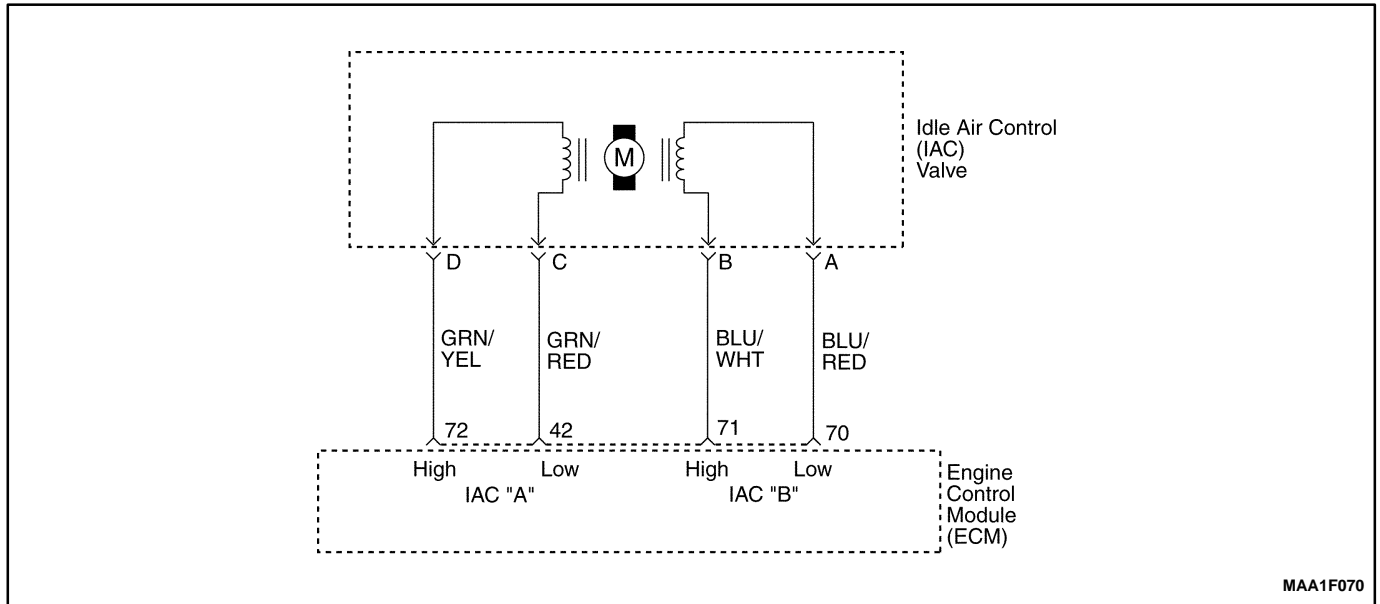 Idle Air Control
(IAC)
Valve
M
D
C
B
A
GRN/
YEL
GRN/
RED
BLU/
WHT
BLU/
RED
72
42
71
70
High
Low
High
Low
IAC "A"
IAC "B"
Engine
Control
Module
(ECM)
MAA1F070